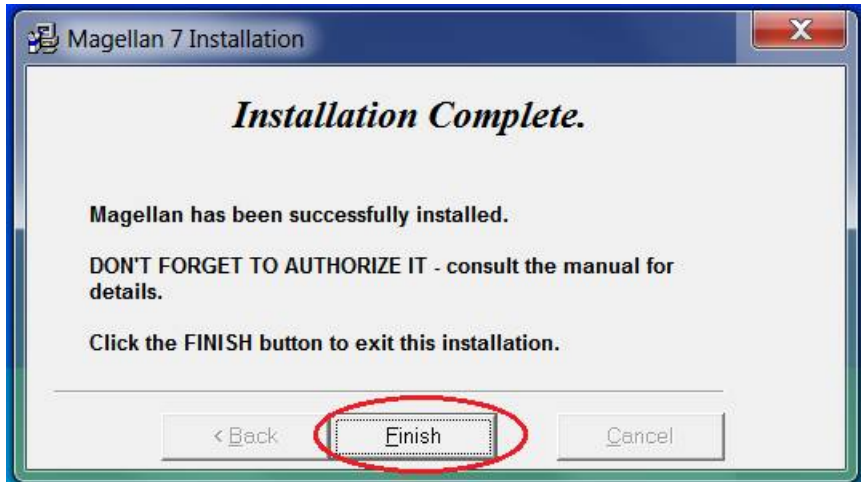 Magellan 7 Installation
X
Installation Complete.
Magellan has been successfully installed.
DON'T FORGET TO AUTHORIZE IT - consult the manual for
details.
Click the FINISH button to exit this installation.
< Back Finish Cancel